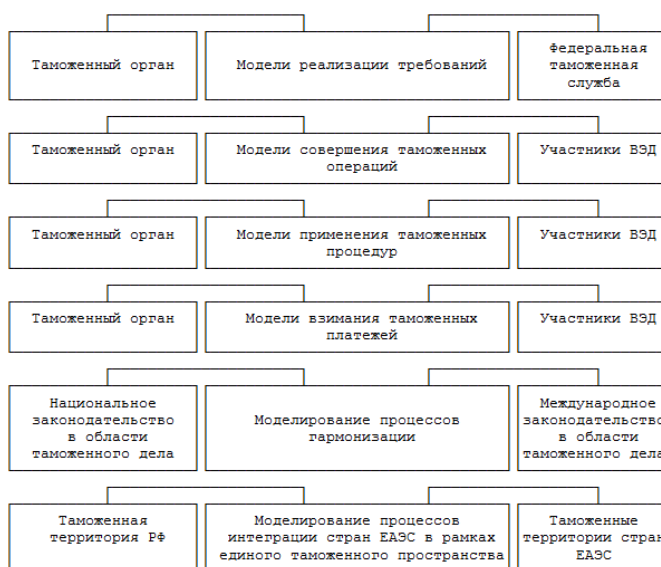 Таможенный орган
Модели реализации требований
Федеральная
таможенная
служба
Таможенный орган
Модели совершения таможенных
операций
Участники ВЭД
Таможенный орган
Модели применения таможенных
процедур
Участники ВЭД
Таможенный орган
Модели взимания таможенных
платежей
Участники ВЭД
Национальное
законодательство
в области
таможенного дела
Моделирование процессов
гармонизации
Международное
законодательство
в области
таможенного дела
Таможенная
территория РФ
Моделирование процессов
интеграции стран ЕАЭС в рамках
единого таможенного пространства
Таможенные
территории стран
ЕАЭС